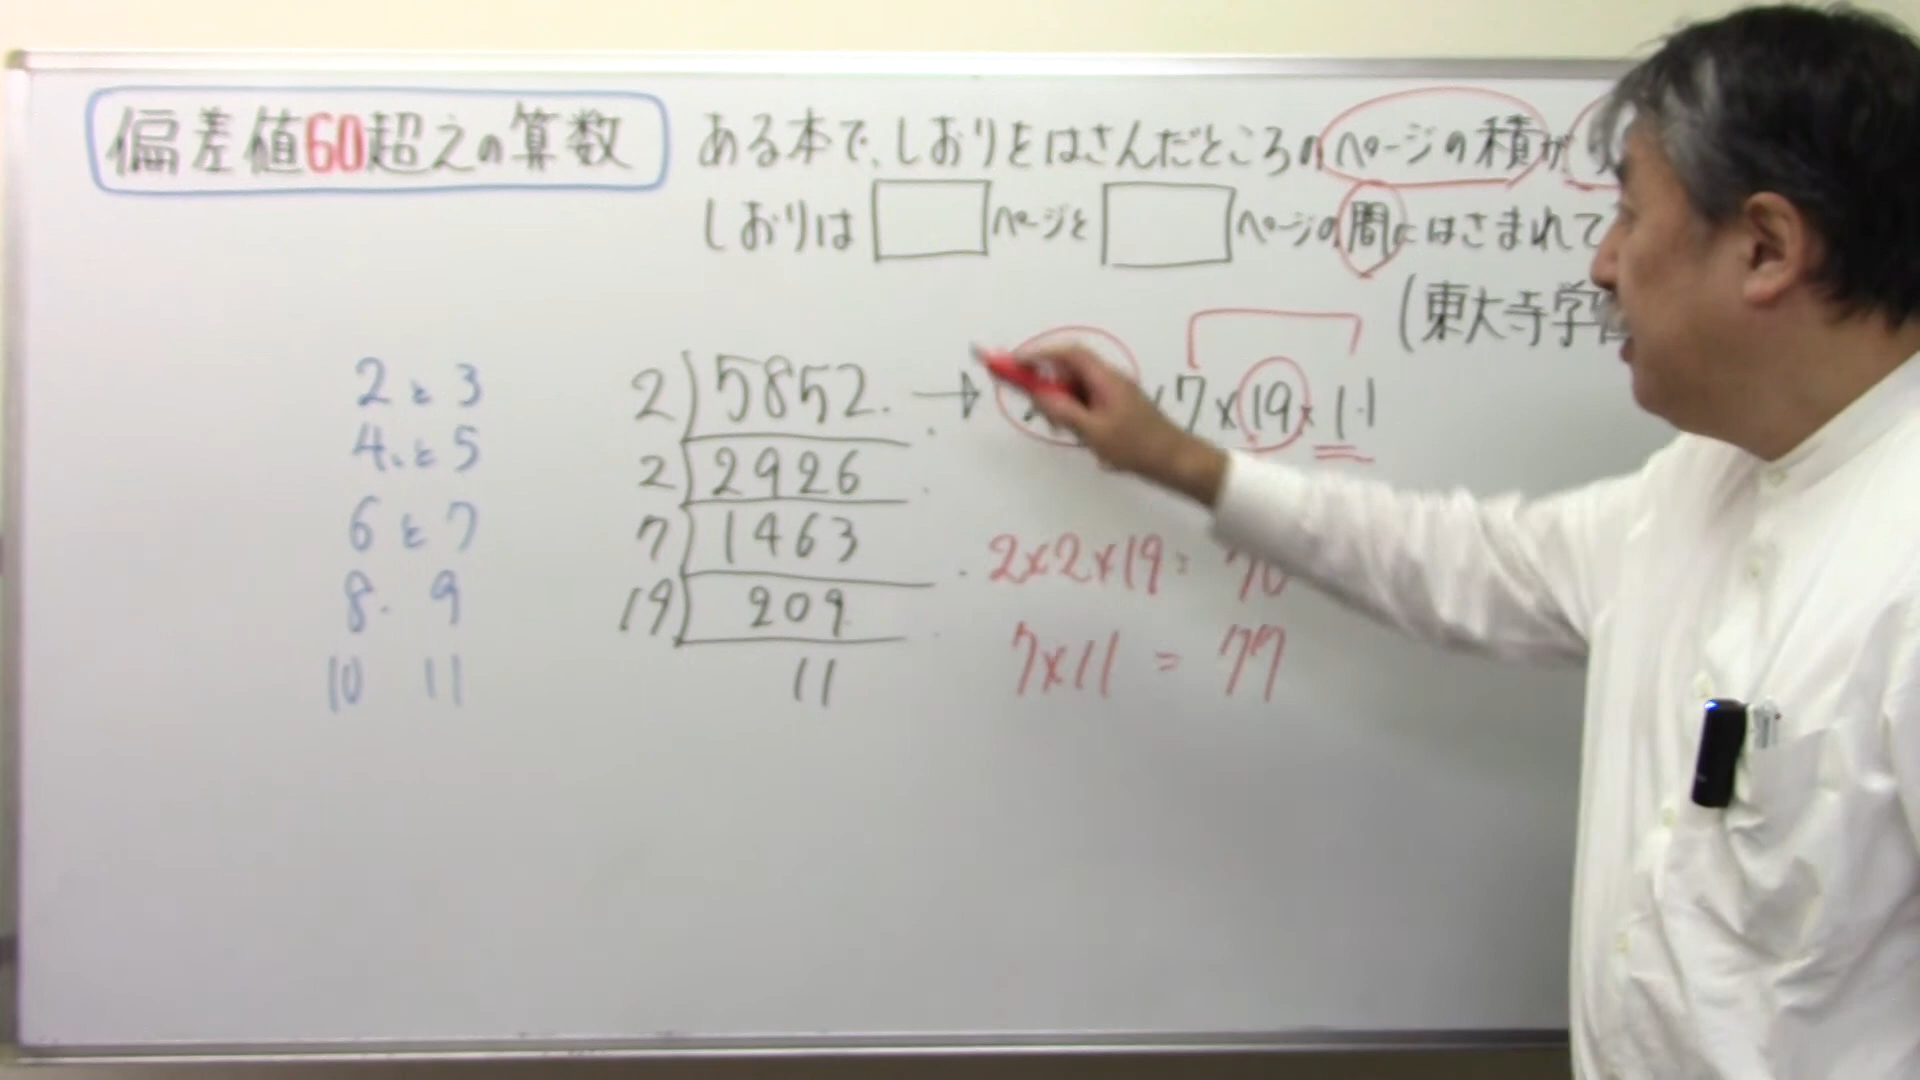 偏差値60超えの算数
ある本で、しおりをはさんだところのページの積が
しおりは□ページと□ページの間にはさまれて
(東大寺学
2と3
4、と5
6と7
8. 9
10 11
2)5852 → ×7×19×11
2)2926
7)1463
19)209
11
2×2×19=
7×11=77